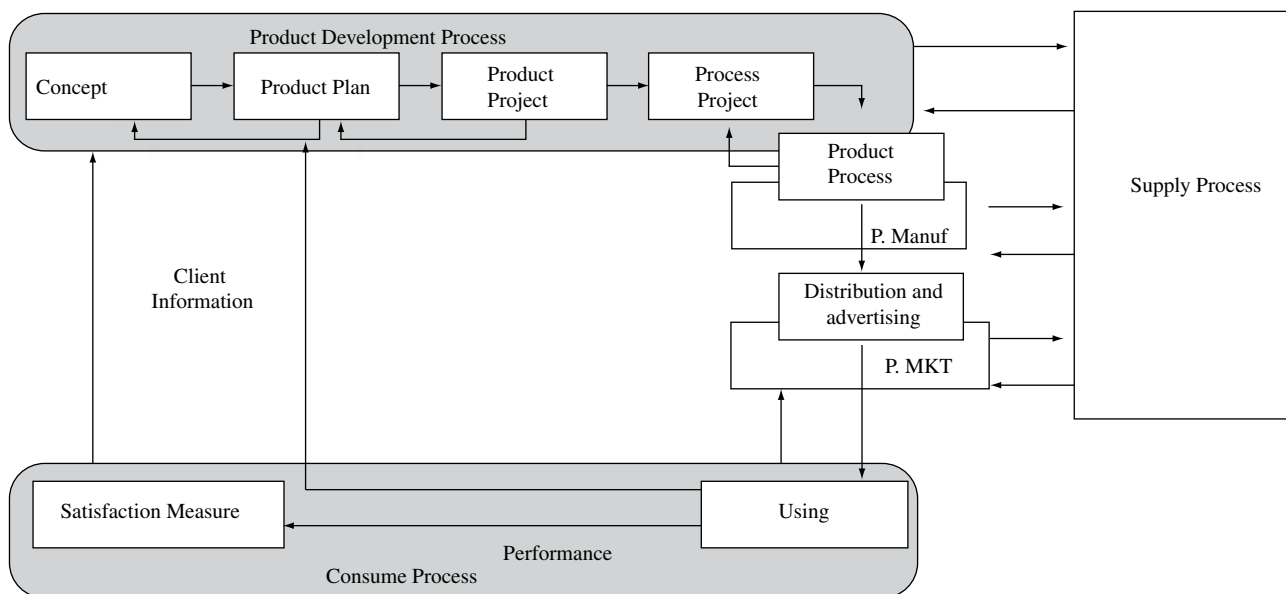 Product Development Process
Concept
Product Plan
Product
Project
Process
Project
Product
Process
P. Manuf
Supply Process
Client
Information
Distribution and
advertising
P. MKT
Satisfaction Measure
Using
Performance
Consume Process